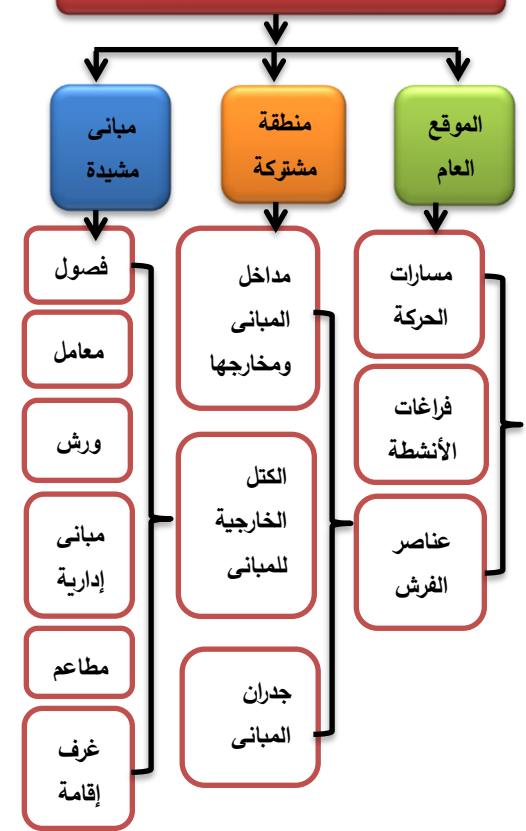 الموقع
العام
منطقة
مشتركة
مبانى
مشيدة
مسارات
الحركة
فراغات
الأنشطة
عناصر
الفرش
مداخل
المبانى
ومخارجها
الكتل
الخارجية
للمبانى
جدران
المبانى
فصول
معامل
ورش
مبانى
إدارية
مطاعم
غرف
إقامة